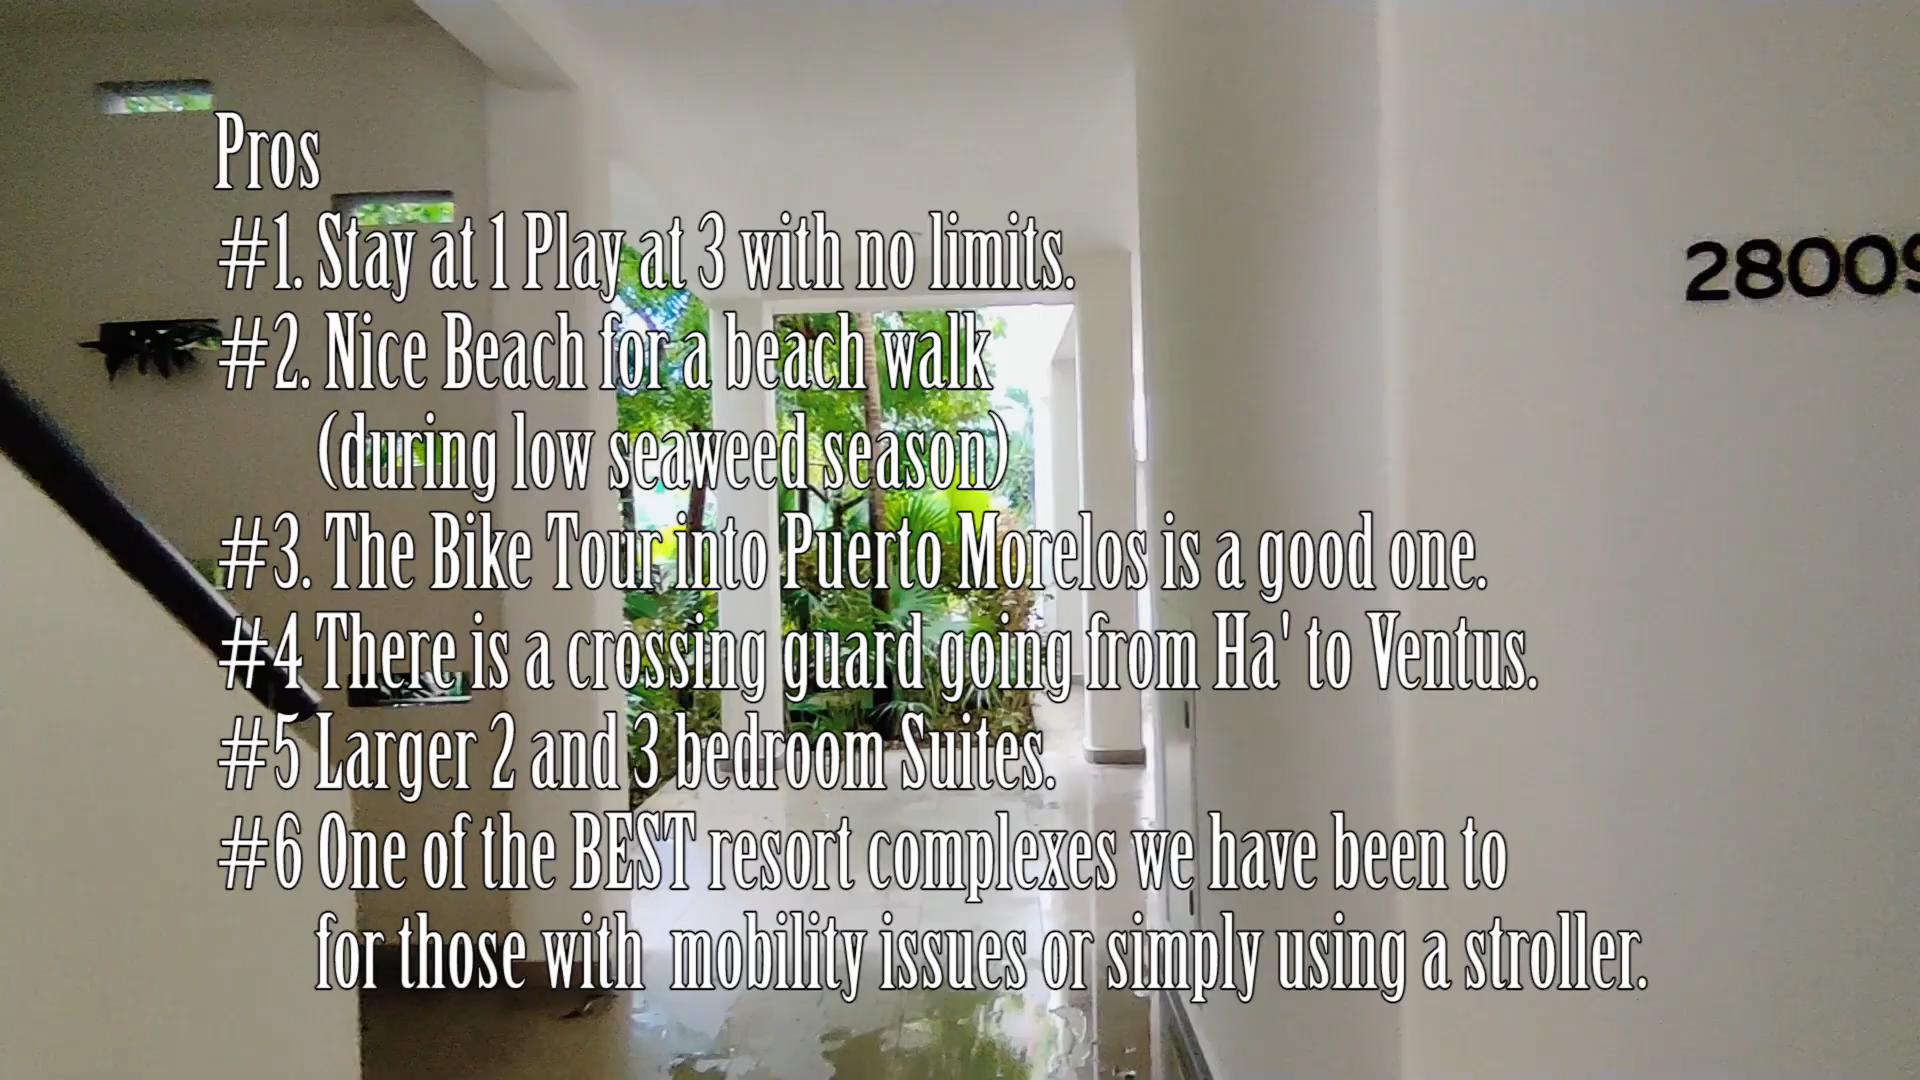 Pros
#1. Stay at 1 Play at 3 with no limits.
#2. Nice Beach for a beach walk
(during low seaweed season)
#3. The Bike Tour into Puerto Morelos is a good one.
#4 There is a crossing guard going from Ha' to Ventus.
#5 Larger 2 and 3 bedroom Suites.
#6 One of the BEST resort complexes we have been to
for those with mobility issues or simply using a stroller.
28009